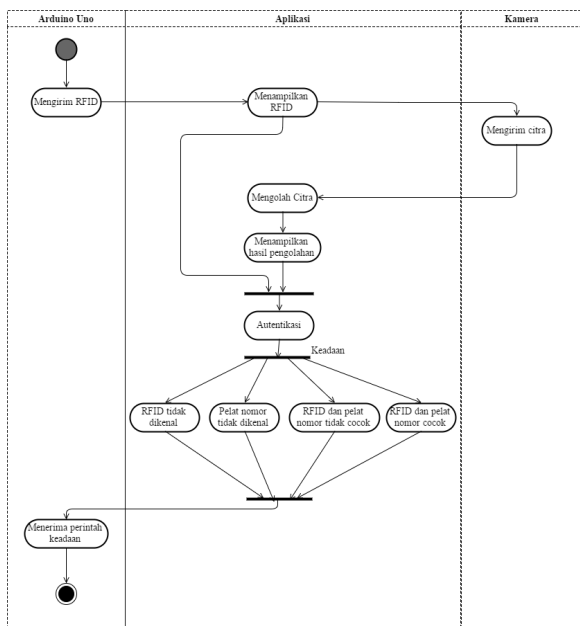 Arduino Uno
Aplikasi
Kamera
Mengirim RFID
Menampilkan
RFID
Mengirim citra
Mengolah Citra
Menampilkan
hasil pengolahan
Autentikasi
Keadaan
RFID tidak
dikenal
Pelat nomor
tidak dikenal
RFID dan pelat
nomor tidak cocok
RFID dan pelat
nomor cocok
Menerima perintah
keadaan